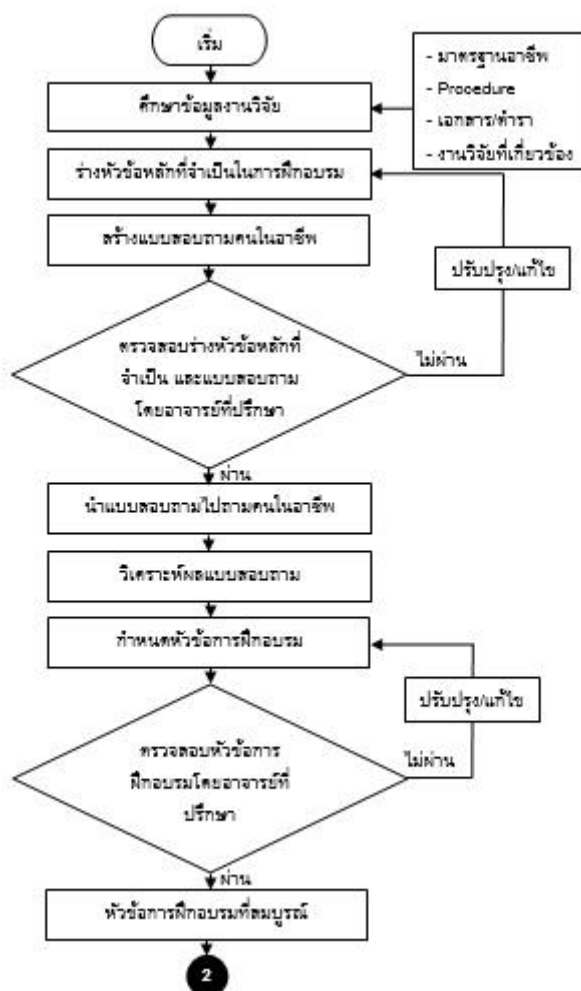 เริ่ม
- มาตรฐานอาชีพ
- Procedure
- เอกสาร/ตำรา
- งานวิจัยที่เกี่ยวข้อง
ศึกษาข้อมูลงานวิจัย
ร่างหัวข้อหลักที่จำเป็นในการฝึกอบรม
สร้างแบบสอบถามคนในอาชีพ
ปรับปรุง/แก้ไข
ตรวจสอบร่างหัวข้อหลักที่
จำเป็น และแบบสอบถาม
โดยอาจารย์ที่ปรึกษา
ไม่ผ่าน
ผ่าน
นำแบบสอบถามไปถามคนในอาชีพ
วิเคราะห์ผลแบบสอบถาม
กำหนดหัวข้อการฝึกอบรม
ปรับปรุง/แก้ไข
ตรวจสอบหัวข้อการ
ฝึกอบรมโดยอาจารย์ที่
ปรึกษา
ไม่ผ่าน
ผ่าน
หัวข้อการฝึกอบรมที่สมบูรณ์
2